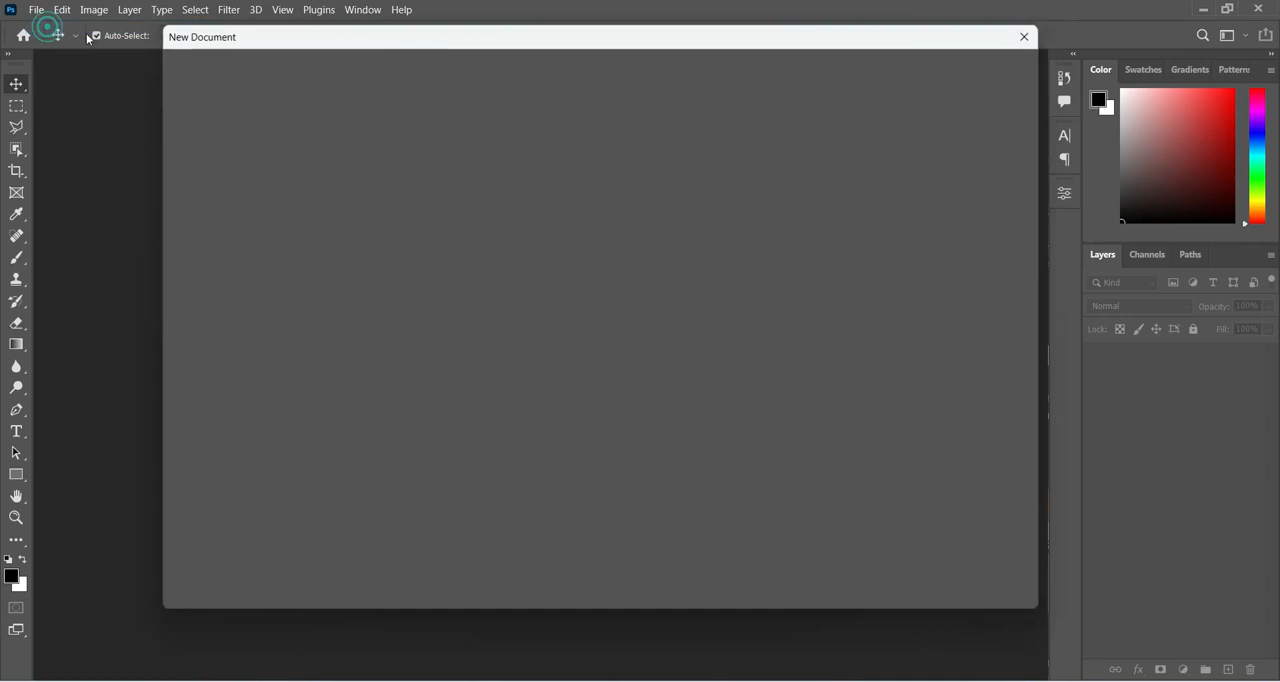 Ps File Edit Image Layer Type Select Filter 3D View Plugins Window Help
Auto-Select:
New Document
Color Swatches Gradients Patterns
Layers Channels Paths
Kind
Normal Opacity: 100%
Lock: Fill: 100%